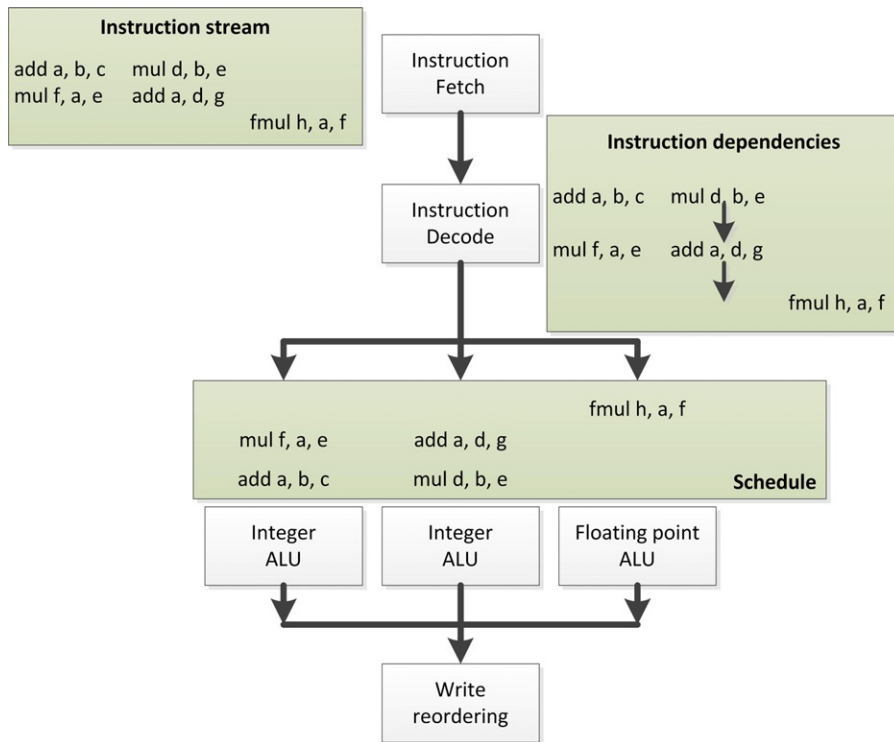 Instruction stream
add a, b, c mul d, b, e
mul f, a, e add a, d, g
fmul h, a, f
Instruction
Fetch
Instruction dependencies
add a, b, c mul d, b, e
mul f, a, e add a, d, g
fmul h, a, f
Instruction
Decode
fmul h, a, f
mul f, a, e add a, d, g
add a, b, c mul d, b, e
Schedule
Integer
ALU
Integer
ALU
Floating point
ALU
Write
reordering